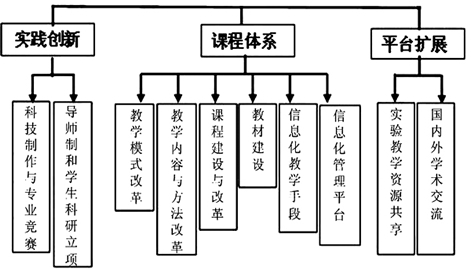 实践创新
课程体系
平台扩展
科技制作与专业竞赛
导师制和学生科研立项
教学模式改革
教学内容与方法改革
课程建设与改革
教材建设
信息化教学手段
信息化管理平台
实验教学资源共享
国内外学术交流